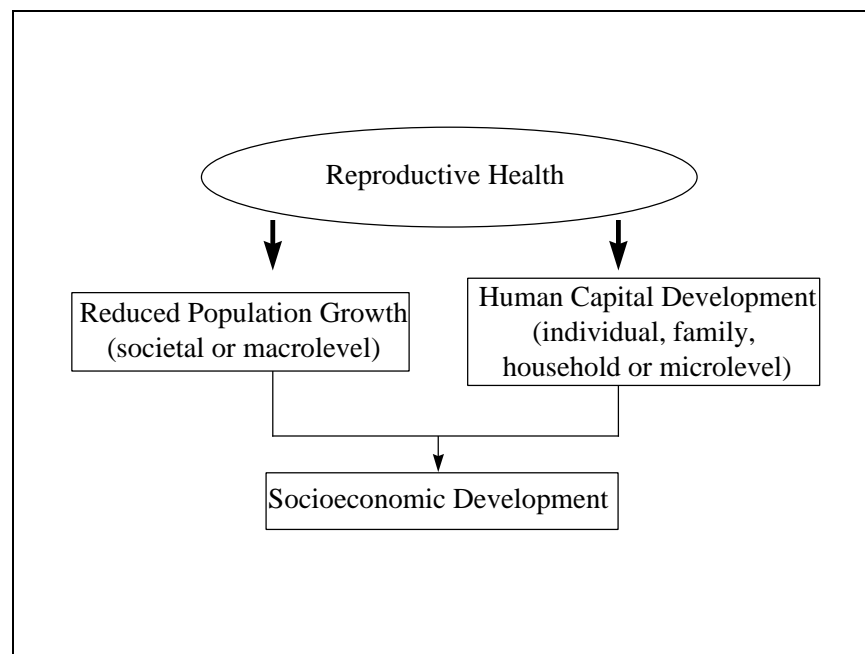 Reproductive Health
Reduced Population Growth
(societal or macrolevel)
Human Capital Development
(individual, family,
household or microlevel)
Socioeconomic Development